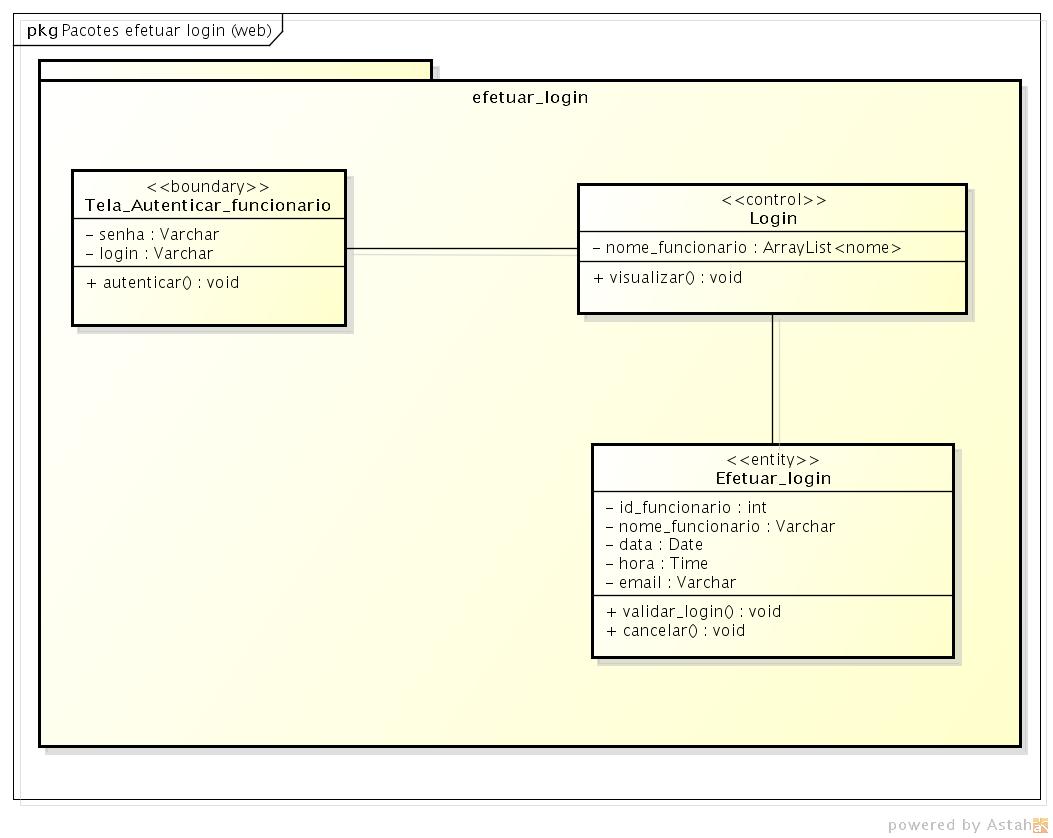 pkg Pacotes efetuar login (web)
efetuar_login
<<boundary>>
Tela_Autenticar_funcionario
- senha : Varchar
- login : Varchar
+ autenticar() : void
<<control>>
Login
- nome_funcionario : ArrayList<nome>
+ visualizar() : void
<<entity>>
Efetuar_login
- id_funcionario : int
- nome_funcionario : Varchar
- data : Date
- hora : Time
- email : Varchar
+ validar_login() : void
+ cancelar() : void
powered by Astah